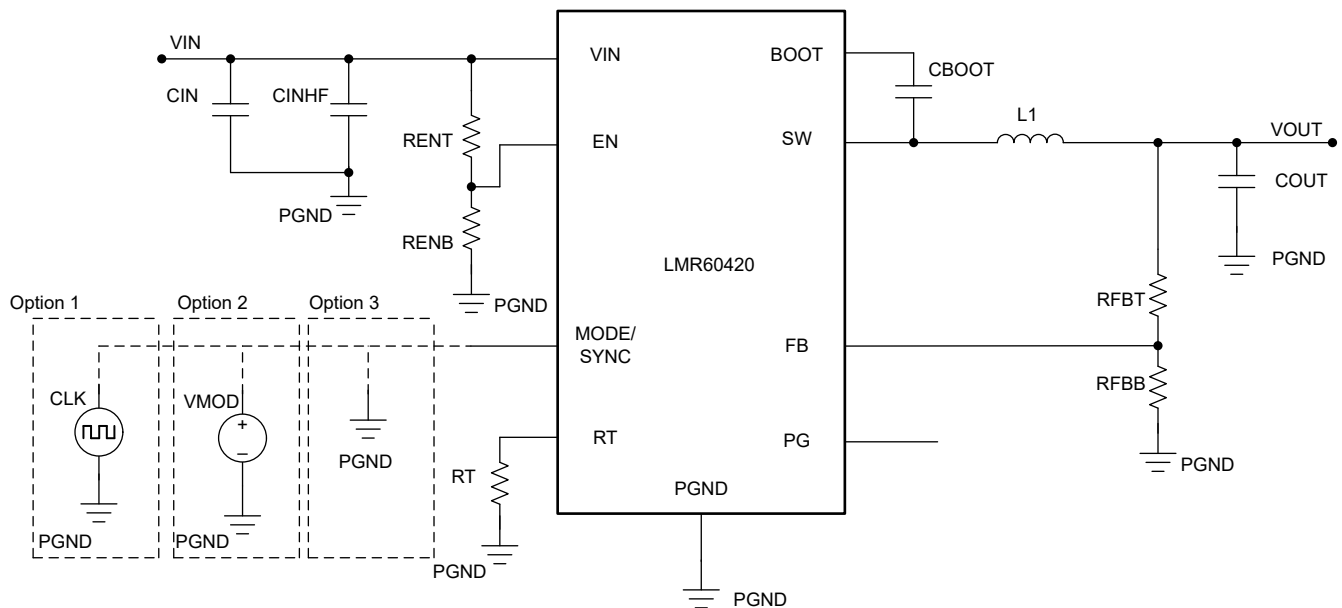 VIN
VIN
BOOT
CBOOT
CIN
CINHF
L1
RENT
EN
SW
VOUT
COUT
PGND
RENB
LMR60420
PGND
PGND
RFBT
Option 1
Option 2
Option 3
MODE/
SYNC
FB
CLK
VMOD
RFBB
+
−
RT
PG
PGND
RT
PGND
PGND
PGND
PGND
PGND
PGND